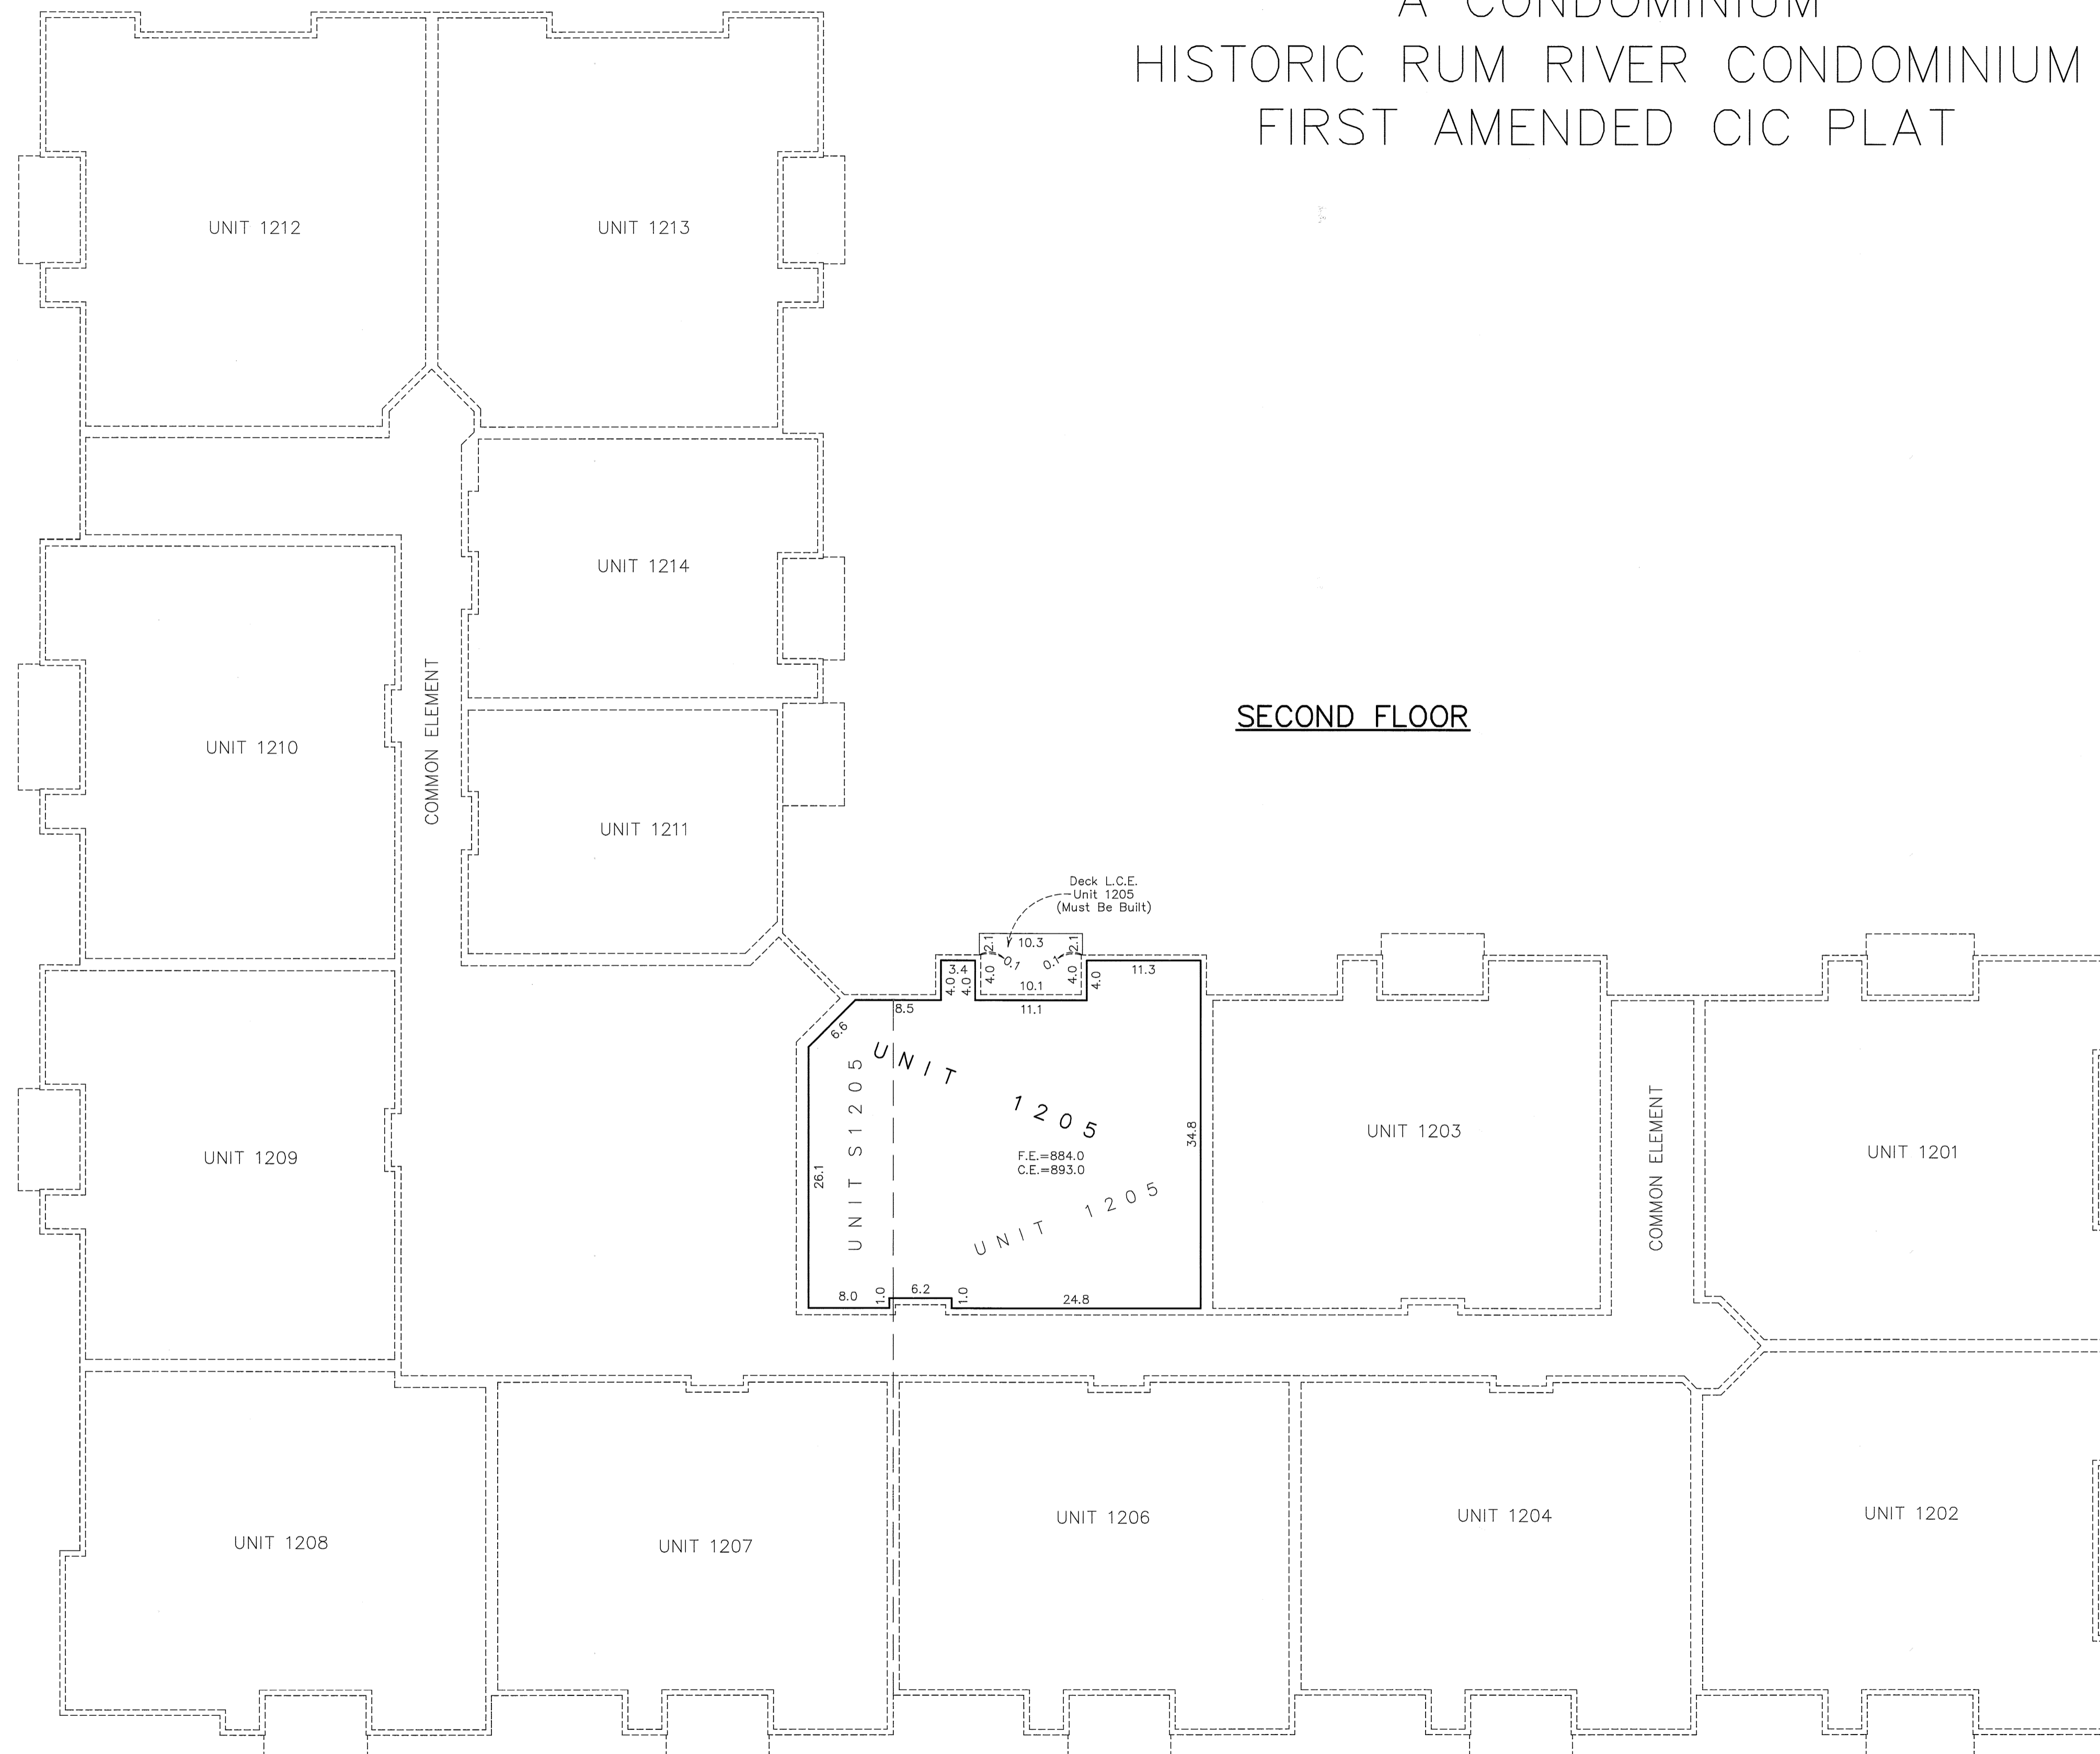 A CONDOMINIUM
HISTORIC RUM RIVER CONDOMINIUM
FIRST AMENDED CIC PLAT
UNIT 1212
UNIT 1213
UNIT 1214
SECOND FLOOR
COMMON ELEMENT
UNIT 1210
UNIT 1211
Deck L.C.E.
Unit 1205
(Must Be Built)
2.1
10.3
2.1
0.1
0.1
3.4
4.0
4.0
4.0
10.1
4.0
4.0
11.3
8.5
11.1
6.6
UNIT 1205
UNIT S1205
F.E.=884.0
C.E.=893.0
34.8
26.1
UNIT 1205
8.0
1.0
6.2
1.0
24.8
UNIT 1209
UNIT 1203
COMMON ELEMENT
UNIT 1201
UNIT 1208
UNIT 1207
UNIT 1206
UNIT 1204
UNIT 1202